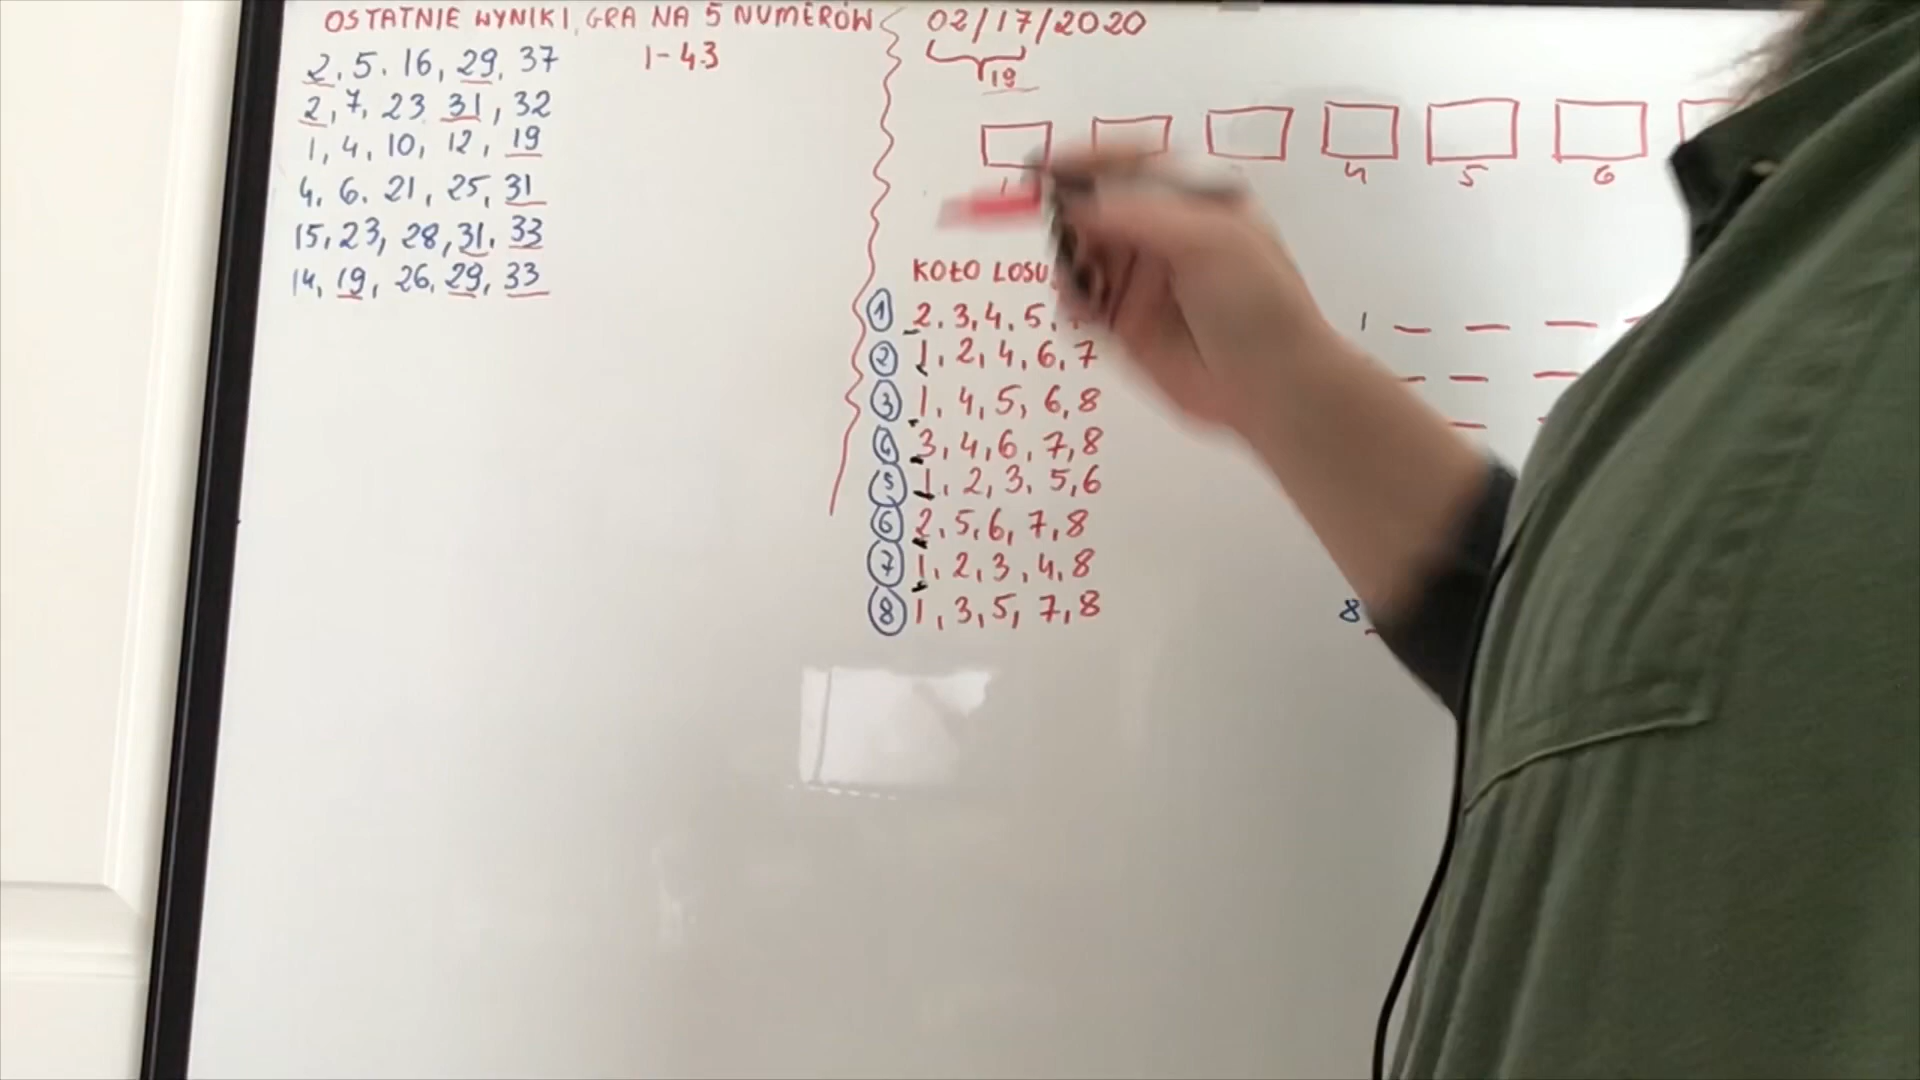 OSTATNIE WYNIKI, GRA NA 5 NUMERÓW
1-43
2, 5. 16, 29, 37
2, 7, 23, 31, 32
1, 4, 10, 12, 19
4, 6. 21, 25, 31
15, 23, 28, 31, 33
14, 19, 26, 29, 33
02/17/2020
19
4 5 6
KOŁO
1 2, 3, 4, 5,
2 1, 2, 4, 6, 7
3 1, 4, 5, 6, 8
3, 4, 6, 7, 8
5 1, 2, 3, 5, 6
6 2, 5, 6, 7, 8
7 1, 2, 3, 4, 8
8 1, 3, 5, 7, 8
1
8